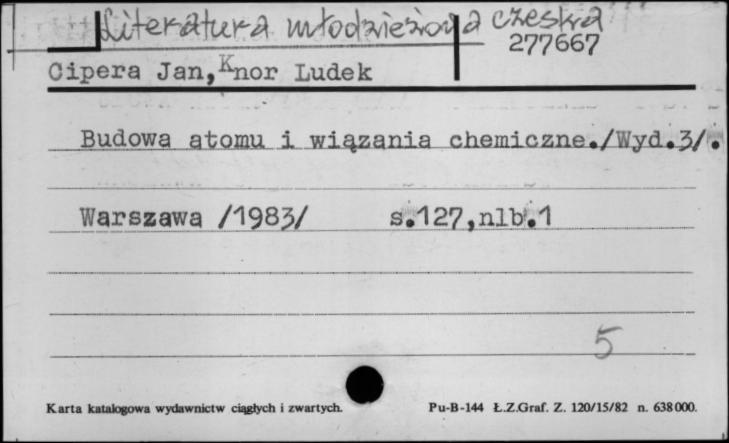 Literatura młodzieżowa czeska
277667
Cipera Jan, Knor Ludek
Budowa atomu i wiązania chemiczne./Wyd.3/.
Warszawa /1983/ s.127,nlb.1
5
Karta katalogowa wydawnictw ciągłych i zwartych. Pu-B-144 Ł.Z.Graf. Z. 120/15/82 n. 638000.